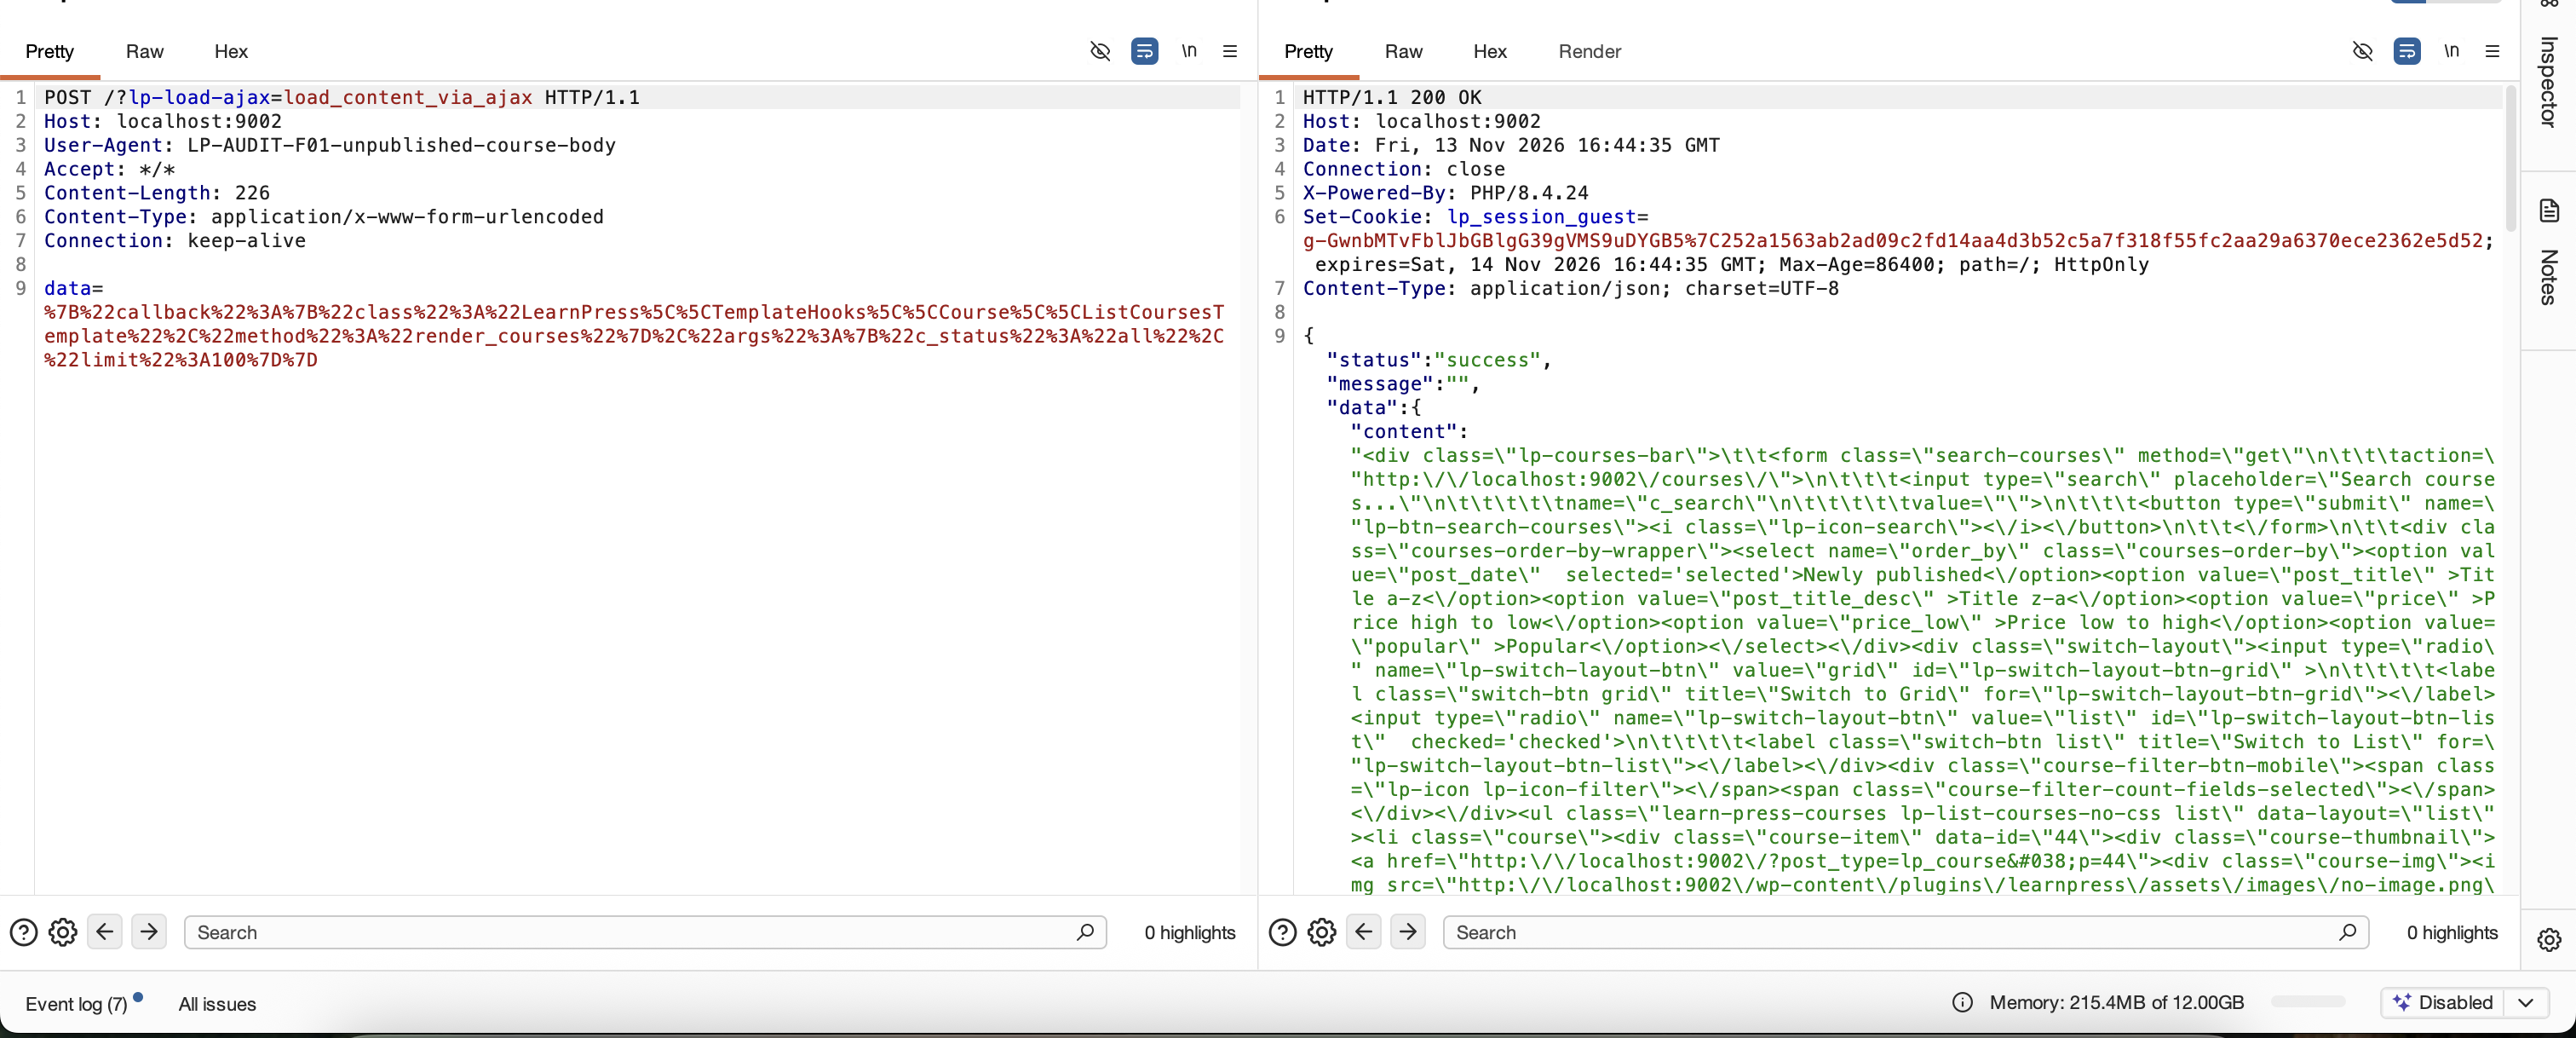 Pretty Raw Hex \n
1 POST /?lp-load-ajax=load_content_via_ajax HTTP/1.1
2 Host: localhost:9002
3 User-Agent: LP-AUDIT-F01-unpublished-course-body
4 Accept: */*
5 Content-Length: 226
6 Content-Type: application/x-www-form-urlencoded
7 Connection: keep-alive
8
9 data=
%7B%22callback%22%3A%7B%22class%22%3A%22LearnPress%5C%5CTemplateHooks%5C%5CCourse%5C%5CListCoursesT
emplate%22%2C%22method%22%3A%22render_courses%22%7D%2C%22args%22%3A%7B%22c_status%22%3A%22all%22%2C
%22limit%22%3A100%7D%7D
Search
0 highlights
Pretty Raw Hex Render \n
1 HTTP/1.1 200 OK
2 Host: localhost:9002
3 Date: Fri, 13 Nov 2026 16:44:35 GMT
4 Connection: close
5 X-Powered-By: PHP/8.4.24
6 Set-Cookie: lp_session_guest=
g-GwnbMTvFblJbGBlgG39gVMS9uDYGB5%7C252a1563ab2ad09c2fd14aa4d3b52c5a7f318f55fc2aa29a6370ece2362e5d52;
expires=Sat, 14 Nov 2026 16:44:35 GMT; Max-Age=86400; path=/; HttpOnly
7 Content-Type: application/json; charset=UTF-8
8
9 {
"status":"success",
"message":"",
"data":{
"content":
"<div class=\"lp-courses-bar\">\t\t<form class=\"search-courses\" method=\"get\"\n\t\t\taction=\
"http:\/\/localhost:9002\/courses\/\">\n\t\t\t<input type=\"search\" placeholder=\"Search course
s...\"\n\t\t\t\t\tname=\"c_search\"\n\t\t\t\t\tvalue=\"\">\n\t\t\t<button type=\"submit\" name=\
"lp-btn-search-courses\"><i class=\"lp-icon-search\"><\/i><\/button>\n\t\t<\/form>\n\t\t<div cla
ss=\"courses-order-by-wrapper\"><select name=\"order_by\" class=\"courses-order-by\"><option val
ue=\"post_date\"  selected='selected'>Newly published<\/option><option value=\"post_title\" >Tit
le a-z<\/option><option value=\"post_title_desc\" >Title z-a<\/option><option value=\"price\" >P
rice high to low<\/option><option value=\"price_low\" >Price low to high<\/option><option value=
\"popular\" >Popular<\/option><\/select><\/div><div class=\"switch-layout\"><input type=\"radio\
" name=\"lp-switch-layout-btn\" value=\"grid\" id=\"lp-switch-layout-btn-grid\" >\n\t\t\t\t<labe
l class=\"switch-btn grid\" title=\"Switch to Grid\" for=\"lp-switch-layout-btn-grid\"><\/label>
<input type=\"radio\" name=\"lp-switch-layout-btn\" value=\"list\" id=\"lp-switch-layout-btn-lis
t\"  checked='checked'>\n\t\t\t\t<label class=\"switch-btn list\" title=\"Switch to List\" for=\
"lp-switch-layout-btn-list\"><\/label><\/div><div class=\"course-filter-btn-mobile\"><span class
=\"lp-icon lp-icon-filter\"><\/span><span class=\"course-filter-count-fields-selected\"><\/span>
<\/div><\/div><ul class=\"learn-press-courses lp-list-courses-no-css list\" data-layout=\"list\"
><li class=\"course\"><div class=\"course-item\" data-id=\"44\"><div class=\"course-thumbnail\">
<a href=\"http:\/\/localhost:9002\/?post_type=lp_course&#038;p=44\"><div class=\"course-img\"><i
mg src=\"http:\/\/localhost:9002\/wp-content\/plugins\/learnpress\/assets\/images\/no-image.png\
Search
0 highlights
Inspector
Notes
Event log (7) All issues
Memory: 215.4MB of 12.00GB
Disabled